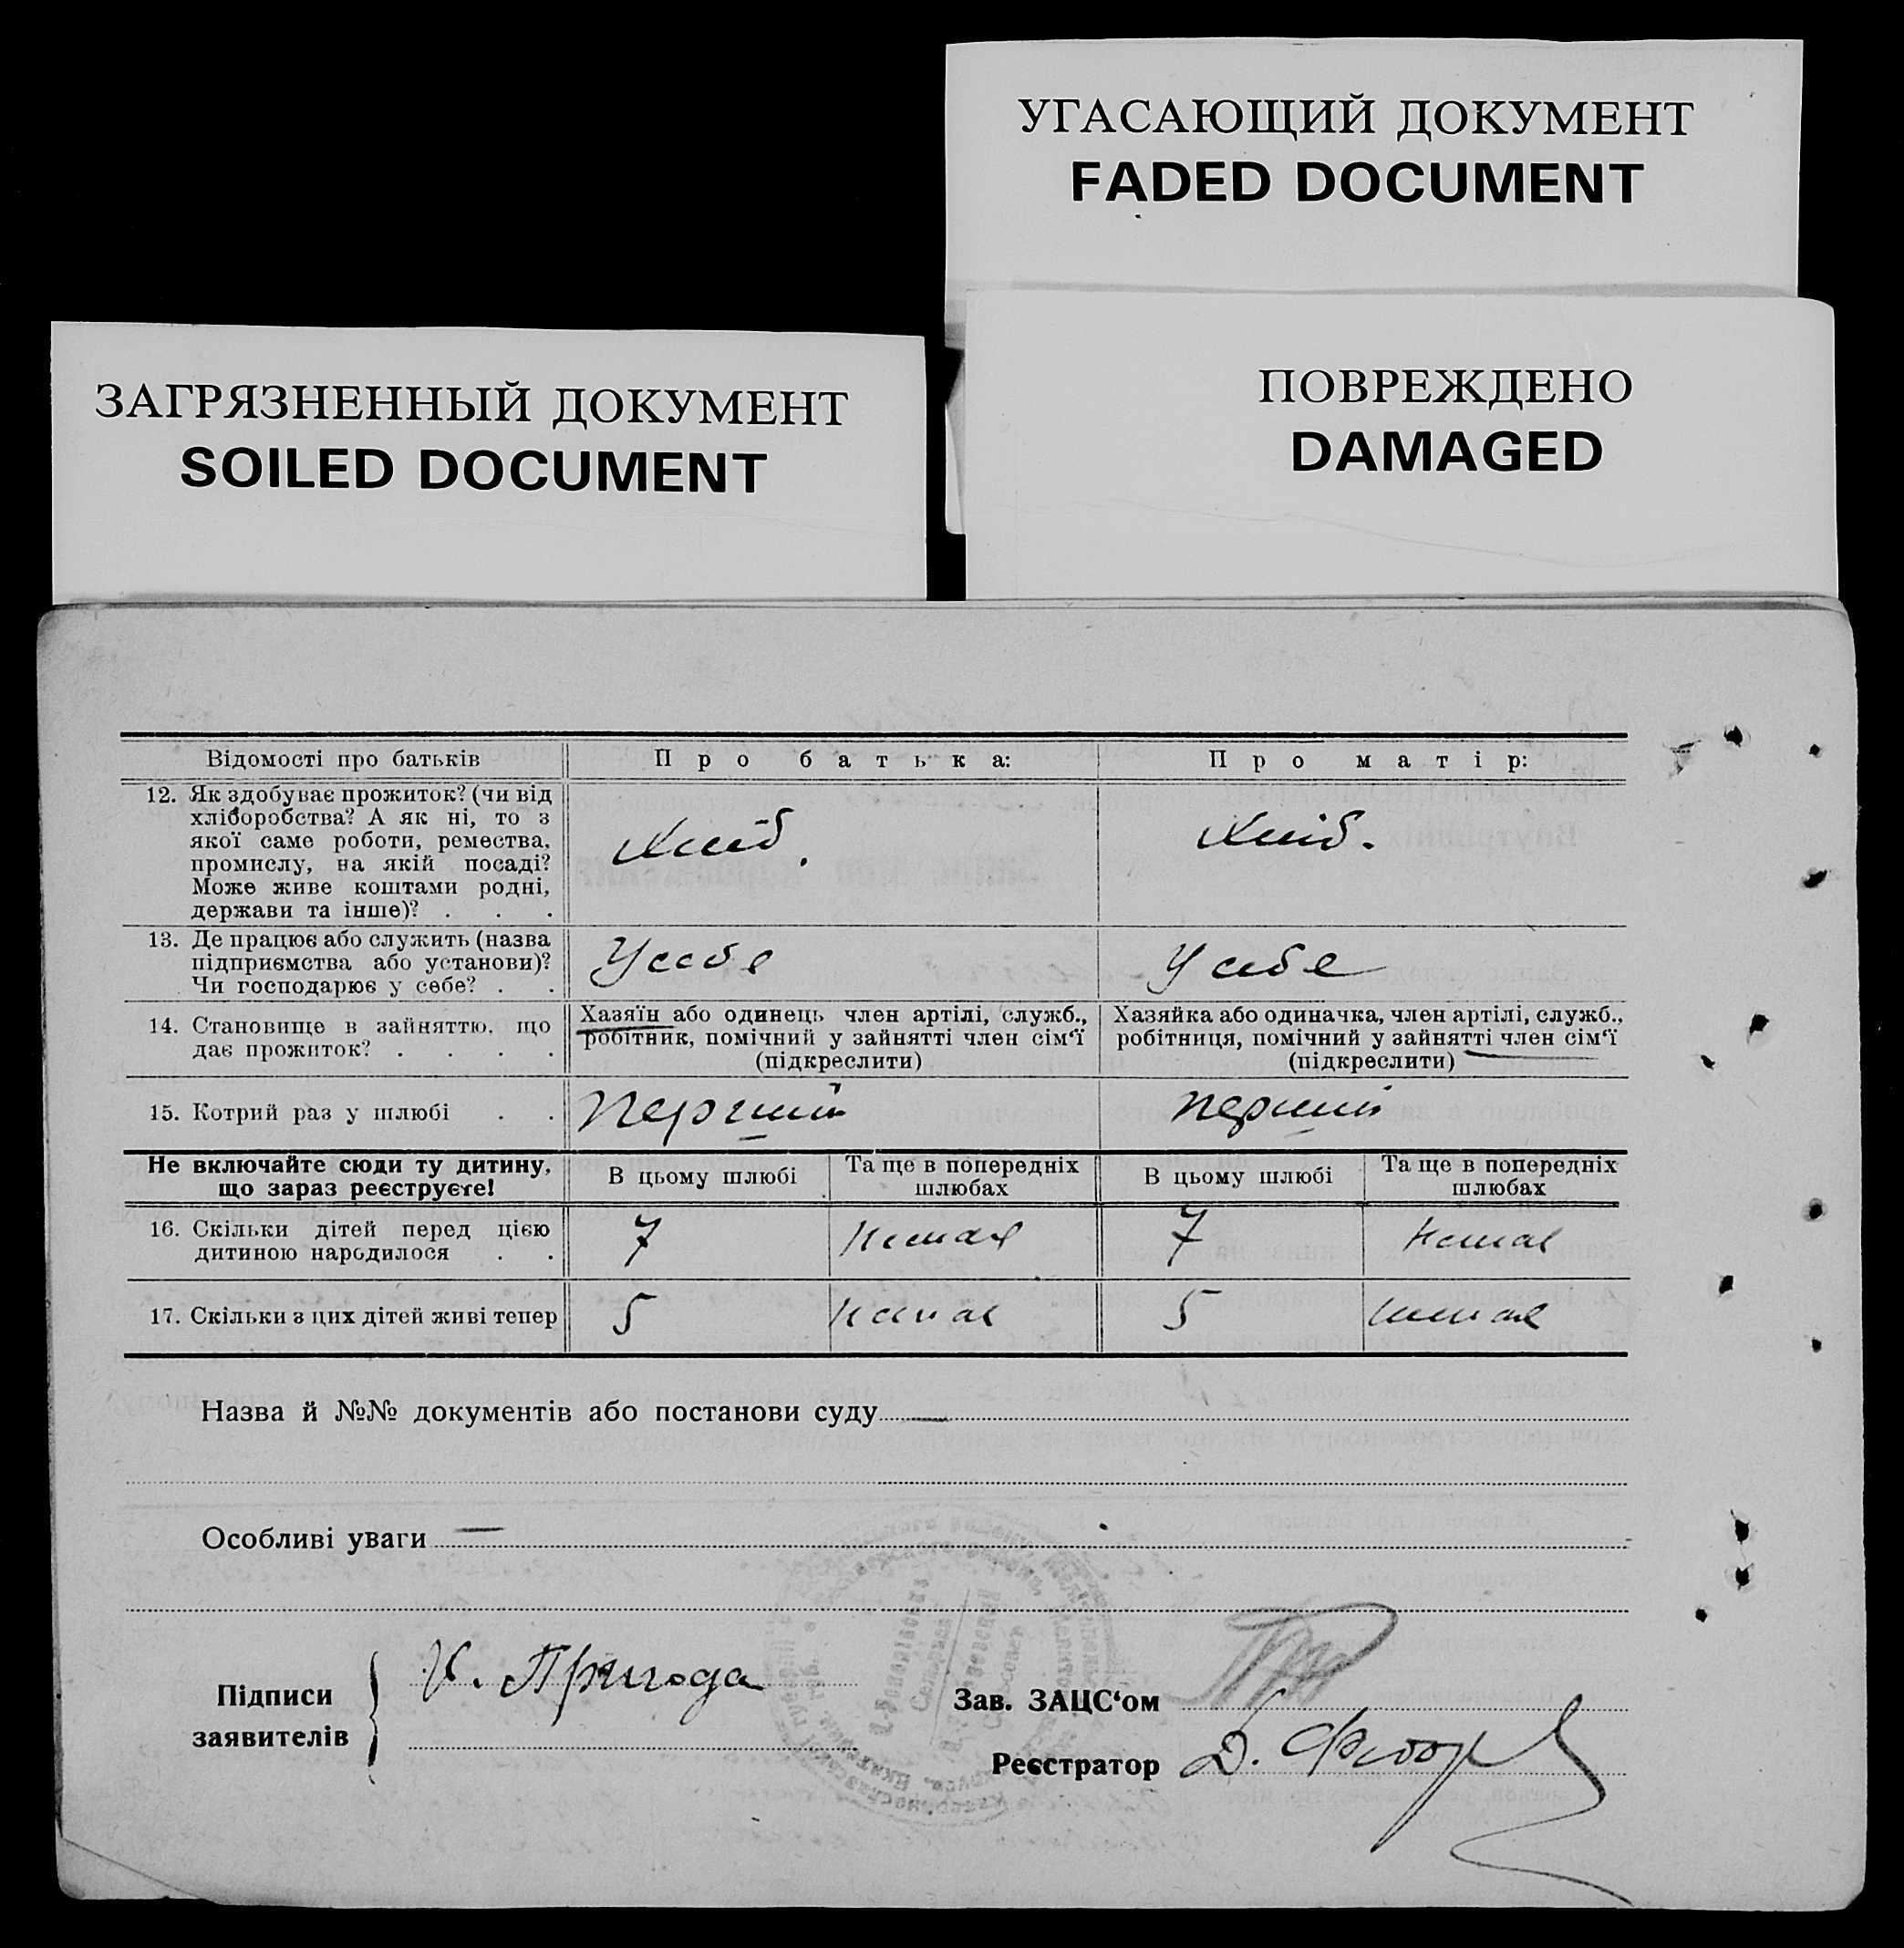 УГАСАЮЩИЙ ДОКУМЕНТ
FADED DOCUMENT
ПОВРЕЖДЕНО
DAMAGED
ЗАГРЯЗНЕННЫЙ ДОКУМЕНТ
SOILED DOCUMENT
Відомості про батьків
Про батька:
Про матір:
12. Як здобуває прожиток? (чи від
хліборобства? А як ні, то з
якої саме роботи, ремества,
промислу, на якій посаді?
Може живе коштами родні,
держави та інше)? . . .
Хліб.
Хліб.
13. Де працює або служить (назва
підприємства або установи)?
Чи господарює у себе? . .
У себе
У себе
14. Становище в зайняттю, що
дає прожиток? . . . .
Хазяїн або одинець член артілі, служб.,
робітник, помічний у зайнятті член сім‘ї
(підкреслити)
Хазяйка або одиначка, член артілі, служб.,
робітниця, помічний у зайнятті член сім‘ї
(підкреслити)
15. Котрий раз у шлюбі . .
Перший
перший
Не включайте сюди ту дитину,
що зараз реєструєте!
В цьому шлюбі
Та ще в попередніх
шлюбах
В цьому шлюбі
Та ще в попередніх
шлюбах
16. Скільки дітей перед цією
дитиною народилося . .
7
Немає
7
Немає
17. Скільки з цих дітей живі тепер
5
Немає
5
Немає
Назва й №№ документів або постанови суду —
Особливі уваги —
Підписи
заявителів
К. Пригода
Зав. ЗАЦС‘ом
Реєстратор
Д.